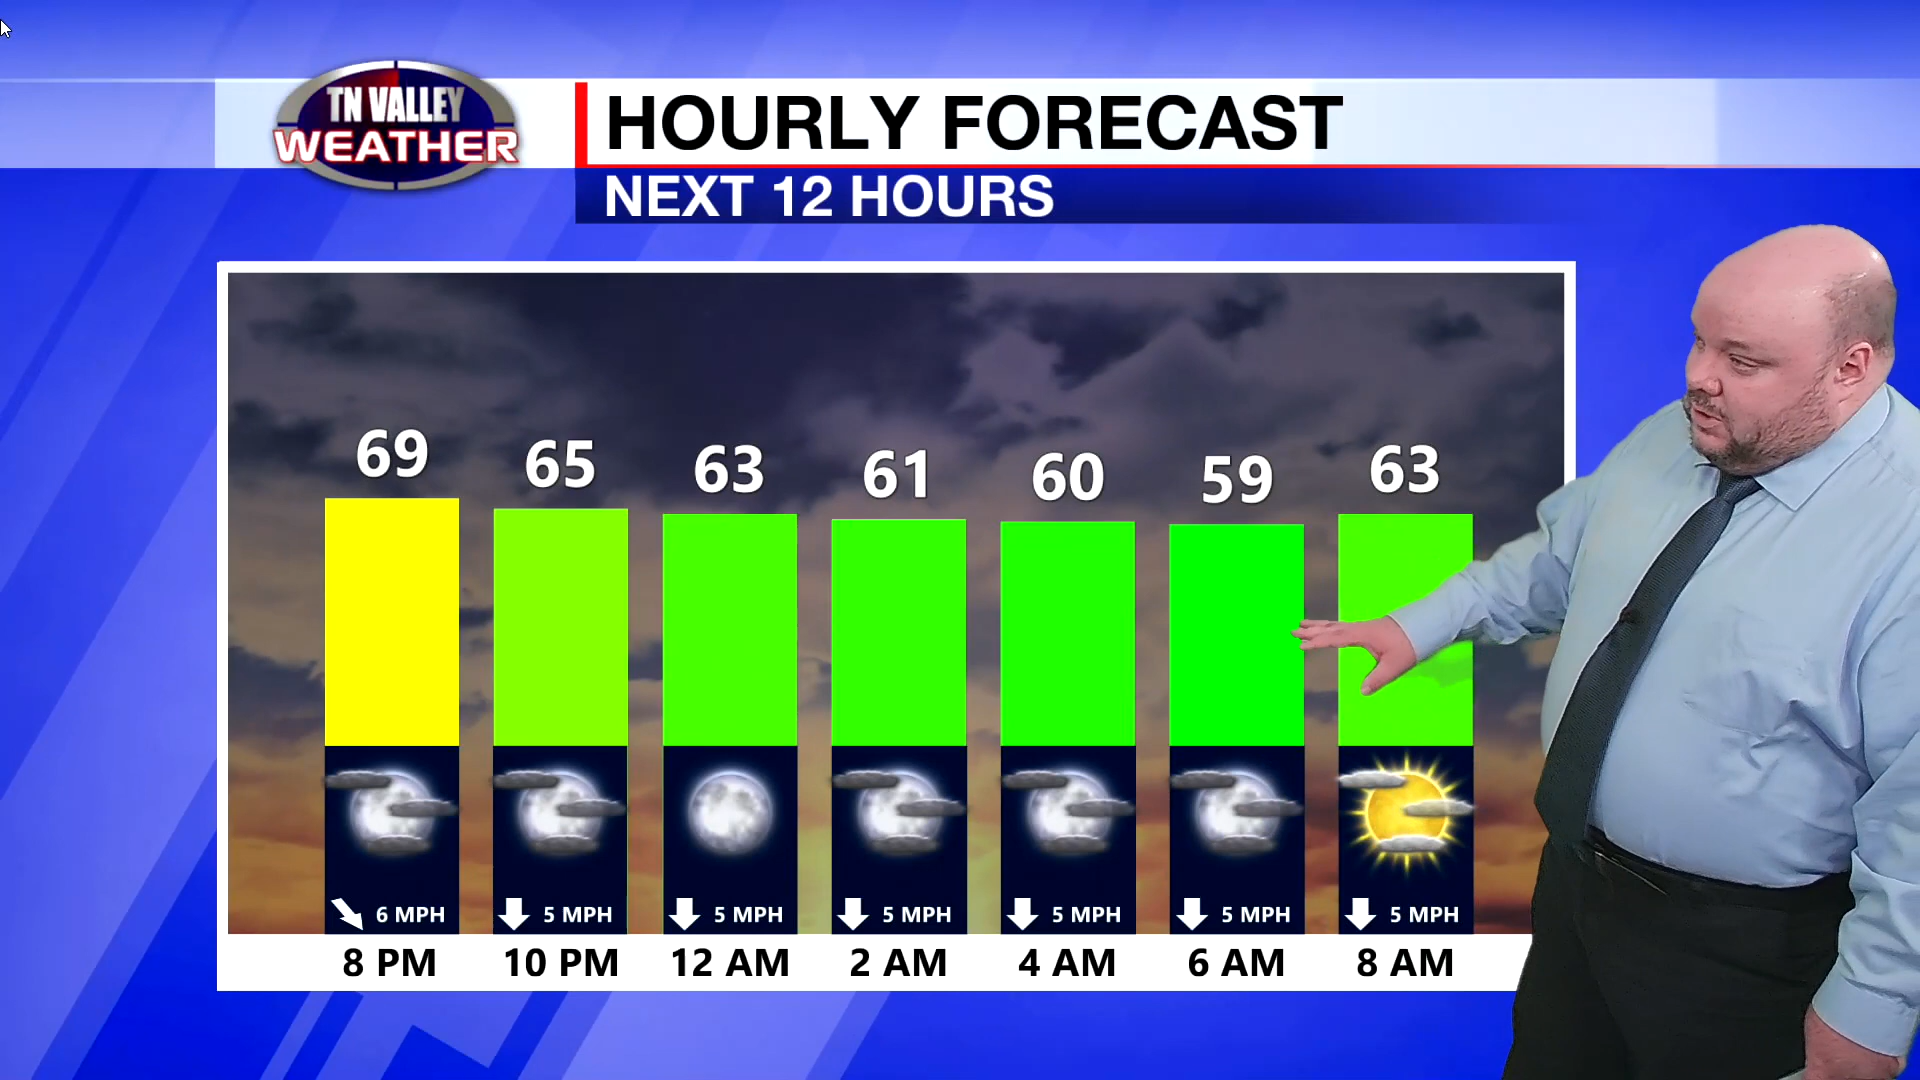 TN VALLEY
WEATHER
HOURLY FORECAST
NEXT 12 HOURS
69 65 63 61 60 59 63
6 MPH 5 MPH 5 MPH 5 MPH 5 MPH 5 MPH 5 MPH
8 PM 10 PM 12 AM 2 AM 4 AM 6 AM 8 AM